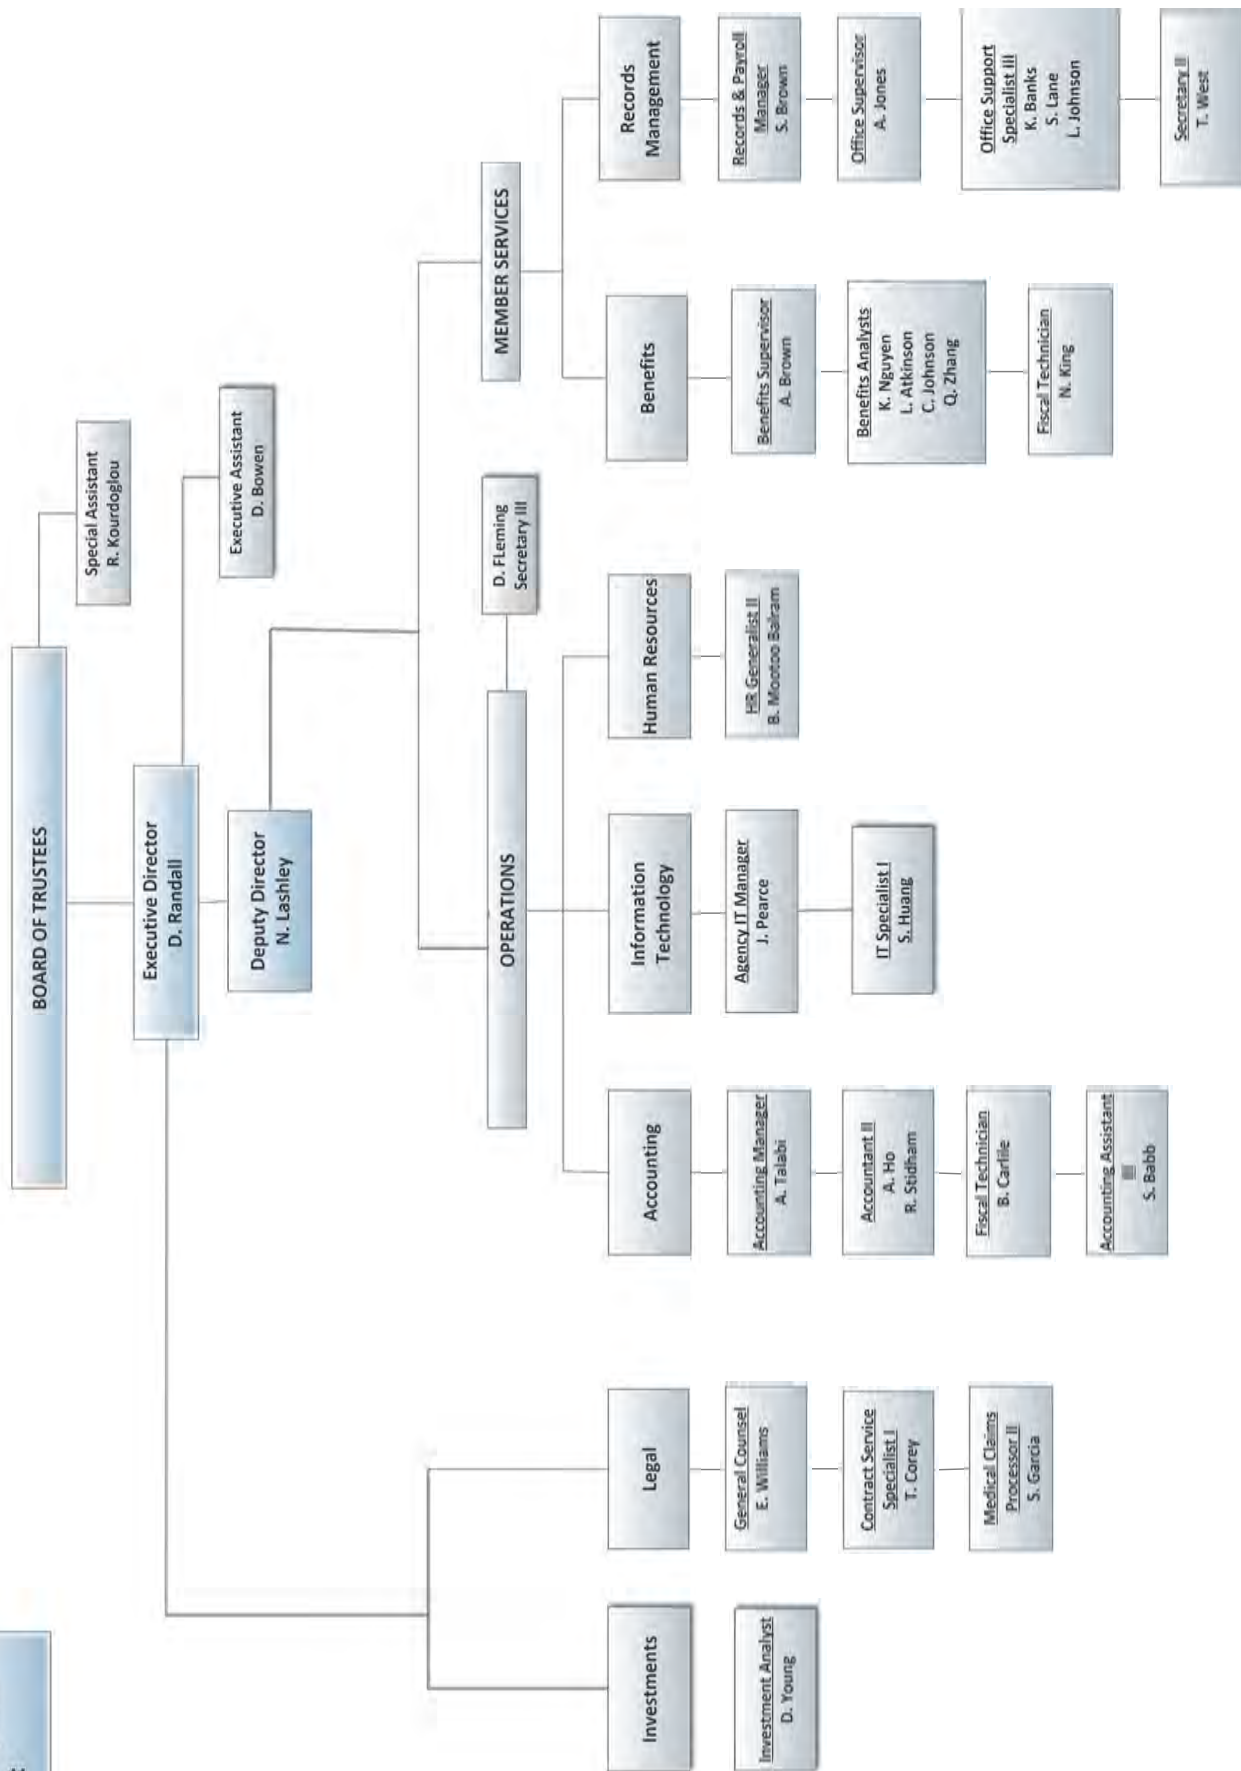 BOARD OF TRUSTEES
Special Assistant
R. Kourdoglou
Executive Director
D. Randall
Executive Assistant
D. Bowen
Deputy Director
N. Lashley
OPERATIONS
D. FLeming
Secretary III
MEMBER SERVICES
Investments
Investment Analyst
D. Young
Legal
General Counsel
E. Williams
Contract Service
Specialist I
T. Corey
Medical Claims
Processor II
S. Garcia
Accounting
Accounting Manager
A. Talabi
Accountant II
A. Ho
R. Stidham
Fiscal Technician
B. Carlile
Accounting Assistant
III
S. Babb
Information
Technology
Agency IT Manager
J. Pearce
IT Specialist I
S. Huang
Human Resources
HR Generalist II
B. Mootoo Balram
Benefits
Benefits Supervisor
A. Brown
Benefits Analysts
K. Nguyen
L. Atkinson
C. Johnson
Q. Zhang
Fiscal Technician
N. King
Records
Management
Records & Payroll
Manager
S. Brown
Office Supervisor
A. Jones
Office Support
Specialist III
K. Banks
S. Lane
L. Johnson
Secretary II
T. West